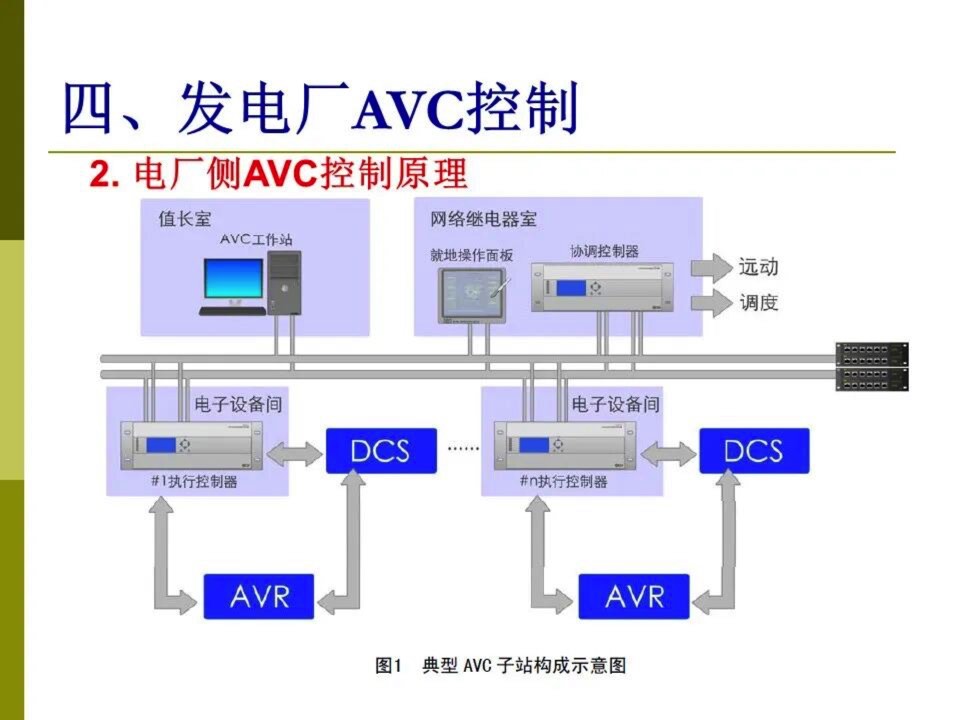 四、发电厂AVC控制
2. 电厂侧AVC控制原理
值长室
AVC工作站
网络继电器室
就地操作面板
协调控制器
远动
调度
电子设备间
#1执行控制器
DCS
······
电子设备间
#n执行控制器
DCS
AVR
AVR
图1 典型 AVC 子站构成示意图